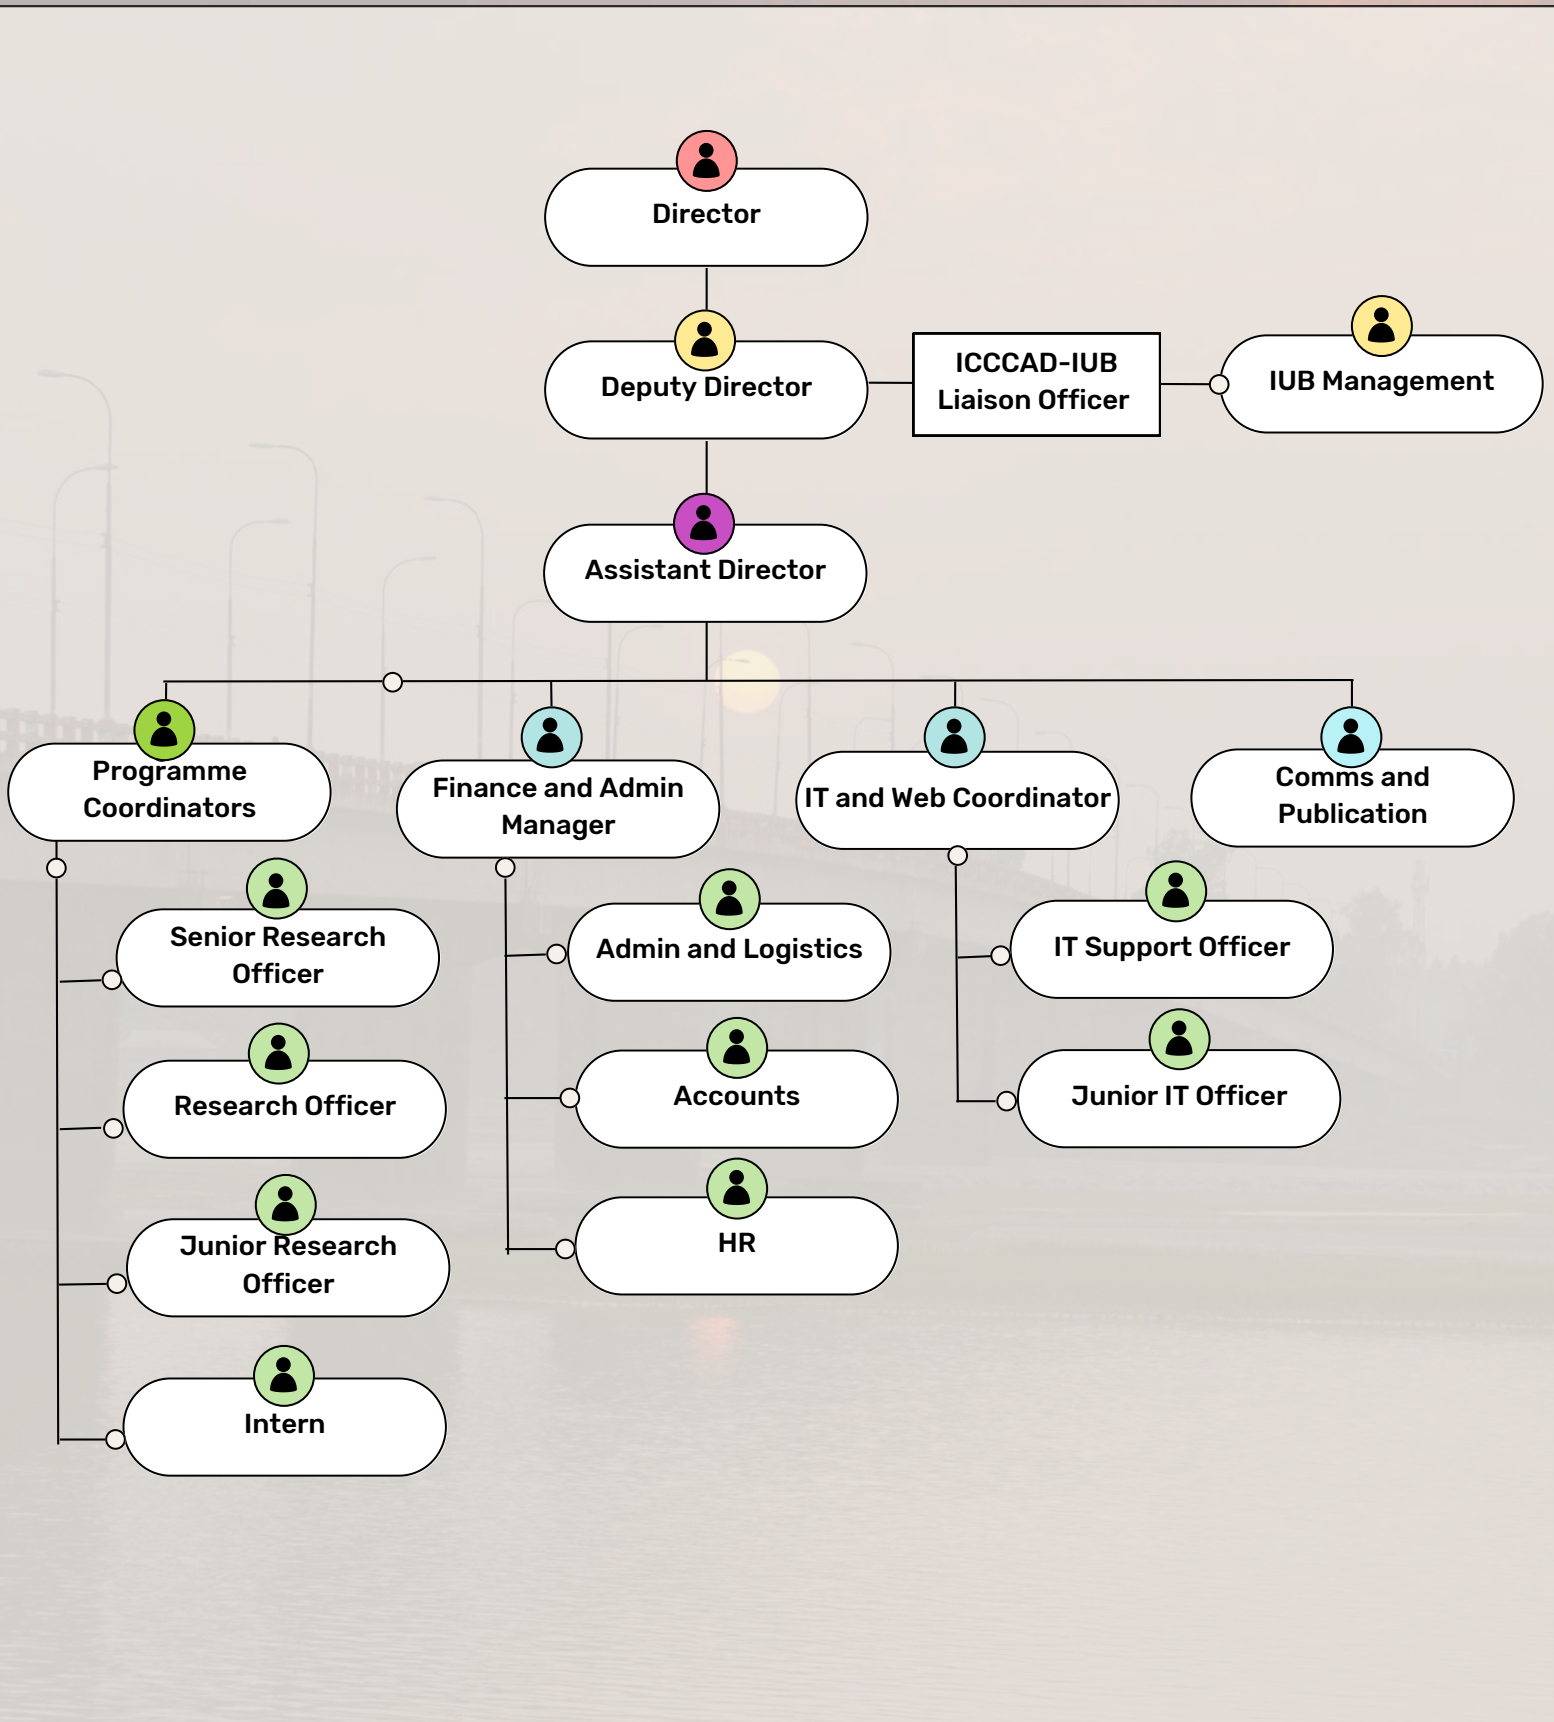 Director
Deputy Director
ICCCAD-IUB
Liaison Officer
IUB Management
Assistant Director
Programme
Coordinators
Finance and Admin
Manager
IT and Web Coordinator
Comms and
Publication
Senior Research
Officer
Research Officer
Junior Research
Officer
Intern
Admin and Logistics
Accounts
HR
IT Support Officer
Junior IT Officer